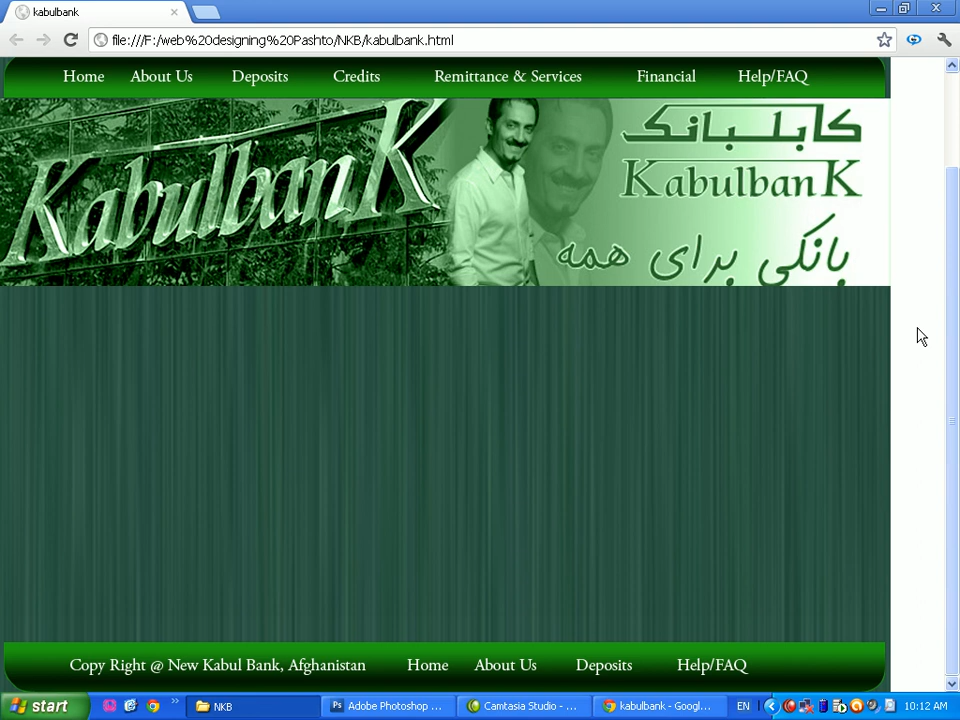 kabulbank
file:///F:/web%20designing%20Pashto/NKB/kabulbank.html
Home About Us Deposits Credits Remittance & Services Financial Help/FAQ
KabulbanK
کابلبانک
KabulbanK
بانکی برای همه
Copy Right @ New Kabul Bank, Afghanistan Home About Us Deposits Help/FAQ
start NKB Adobe Photoshop ... Camtasia Studio - ... kabulbank - Googl... EN 10:12 AM